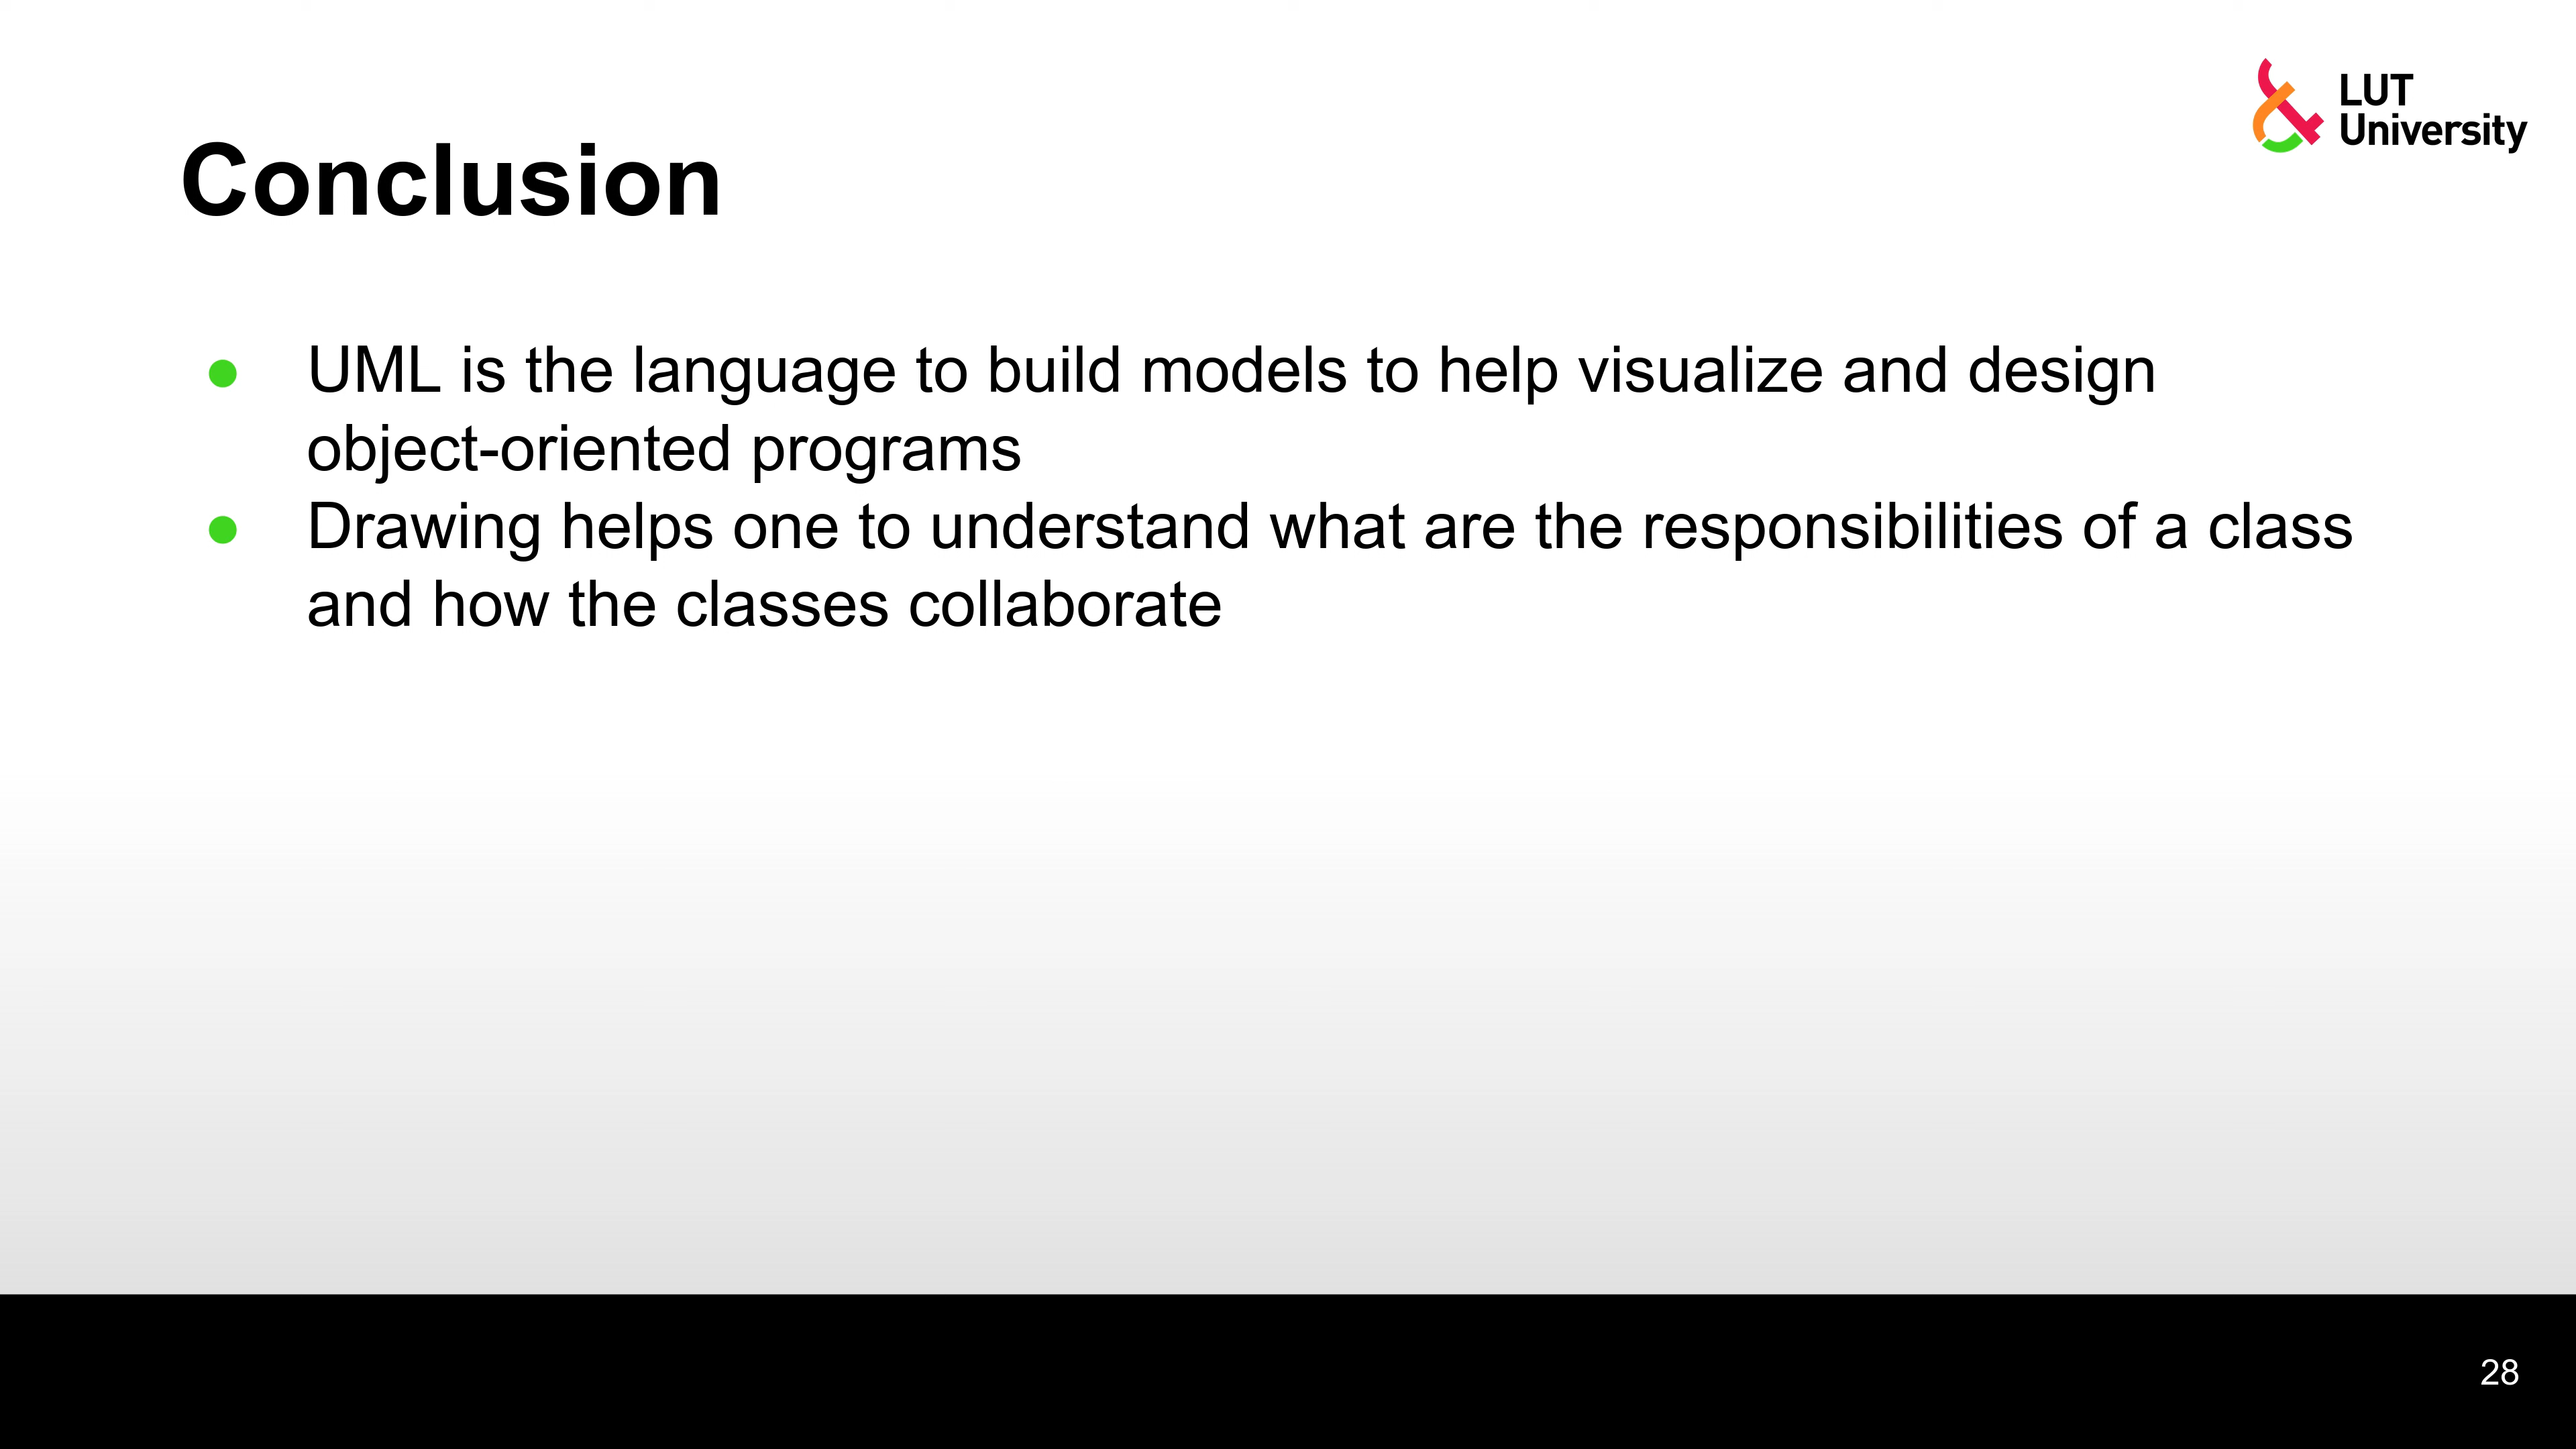 LUT
University
Conclusion
● UML is the language to build models to help visualize and design
object-oriented programs
● Drawing helps one to understand what are the responsibilities of a class
and how the classes collaborate
28